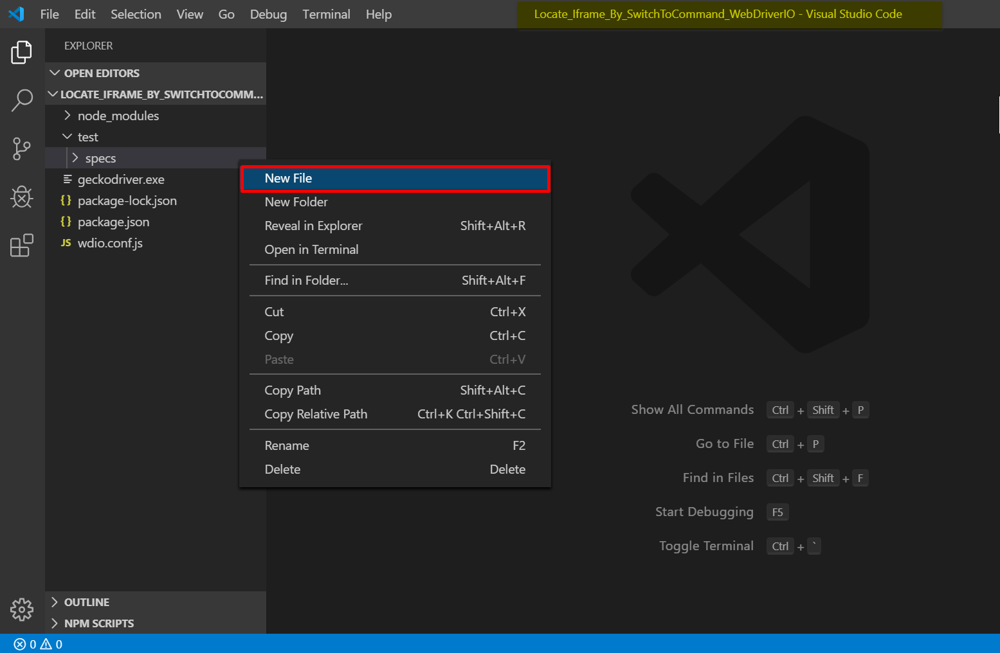 File Edit Selection View Go Debug Terminal Help
Locate_Iframe_By_SwitchToCommand_WebDriverIO - Visual Studio Code
EXPLORER
OPEN EDITORS
LOCATE_IFRAME_BY_SWITCHTOCOMM...
node_modules
test
specs
geckodriver.exe
{} package-lock.json
{} package.json
JS wdio.conf.js
New File
New Folder
Reveal in Explorer Shift+Alt+R
Open in Terminal
Find in Folder... Shift+Alt+F
Cut Ctrl+X
Copy Ctrl+C
Paste Ctrl+V
Copy Path Shift+Alt+C
Copy Relative Path Ctrl+K Ctrl+Shift+C
Rename F2
Delete Delete
Show All Commands Ctrl + Shift + P
Go to File Ctrl + P
Find in Files Ctrl + Shift + F
Start Debugging F5
Toggle Terminal Ctrl + `
OUTLINE
NPM SCRIPTS
0 0